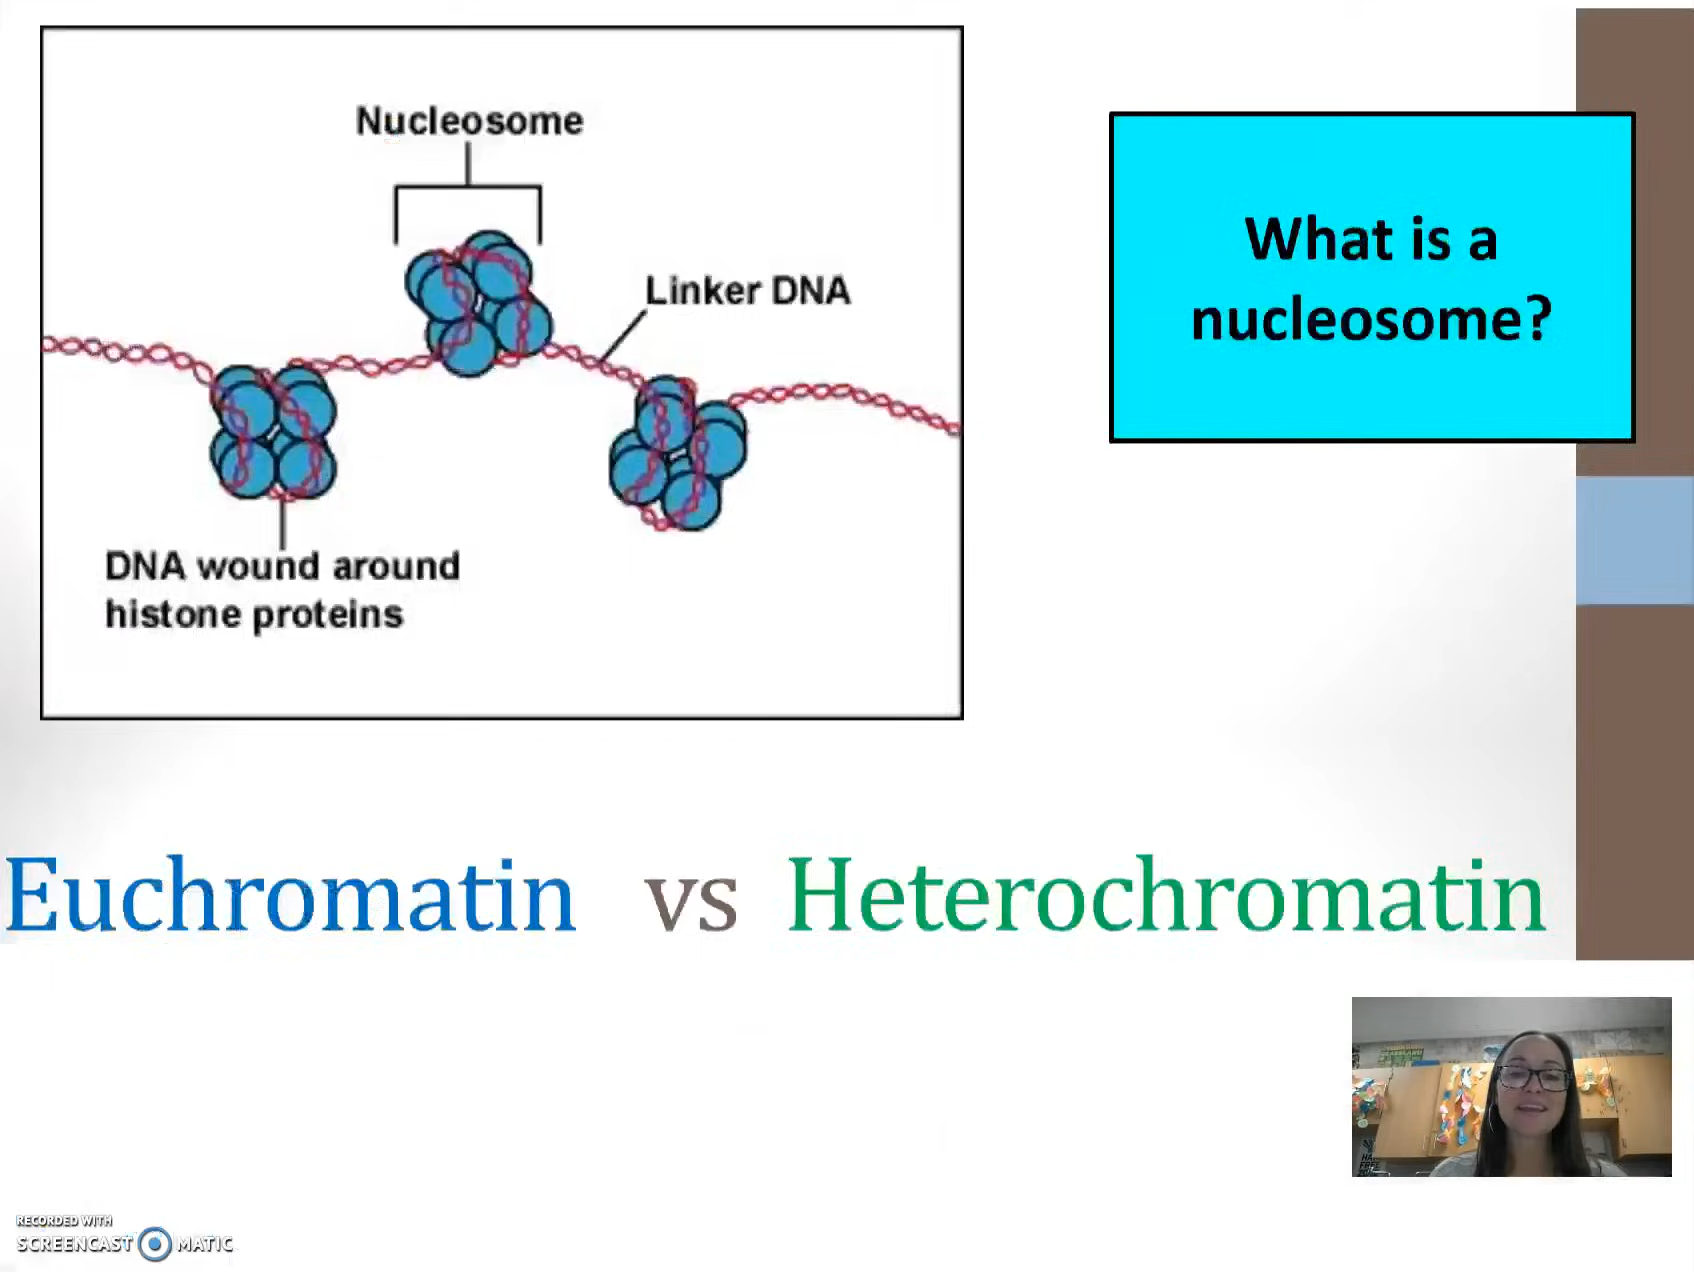 Nucleosome
Linker DNA
DNA wound around
histone proteins
What is a
nucleosome?
Euchromatin vs Heterochromatin
RECORDED WITH
SCREENCAST MATIC